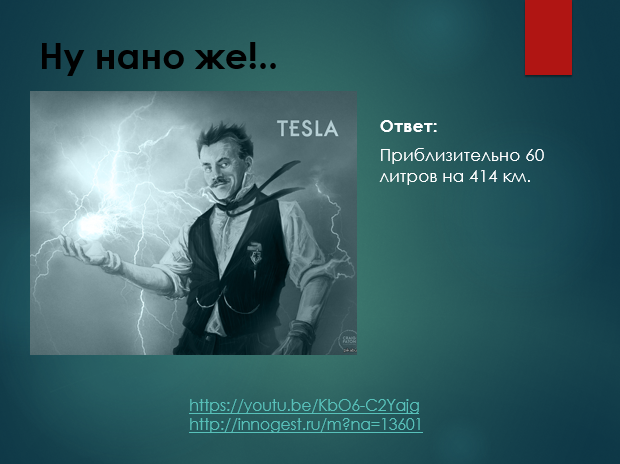 Ну нано же!..
TESLA
Ответ:
Приблизительно 60
литров на 414 км.
https://youtu.be/KbO6-C2Yajg
http://innogest.ru/m?na=13601